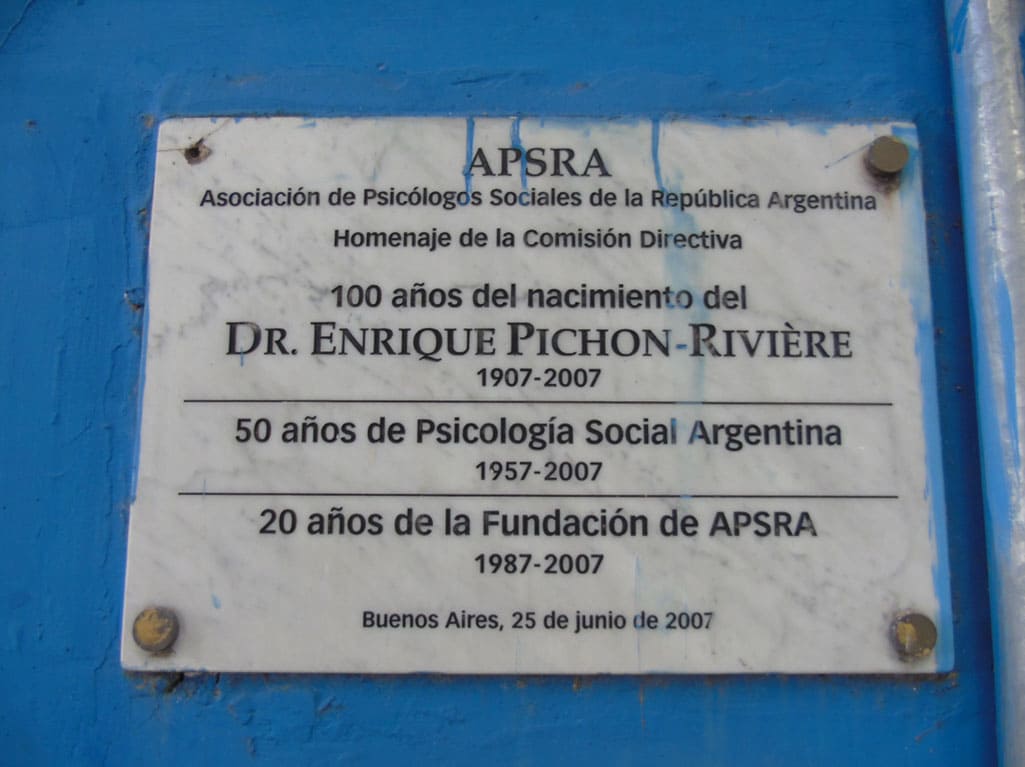 APSRA
Asociación de Psicólogos Sociales de la República Argentina
Homenaje de la Comisión Directiva
100 años del nacimiento del
DR. ENRIQUE PICHON-RIVIÈRE
1907-2007
50 años de Psicología Social Argentina
1957-2007
20 años de la Fundación de APSRA
1987-2007
Buenos Aires, 25 de junio de 2007